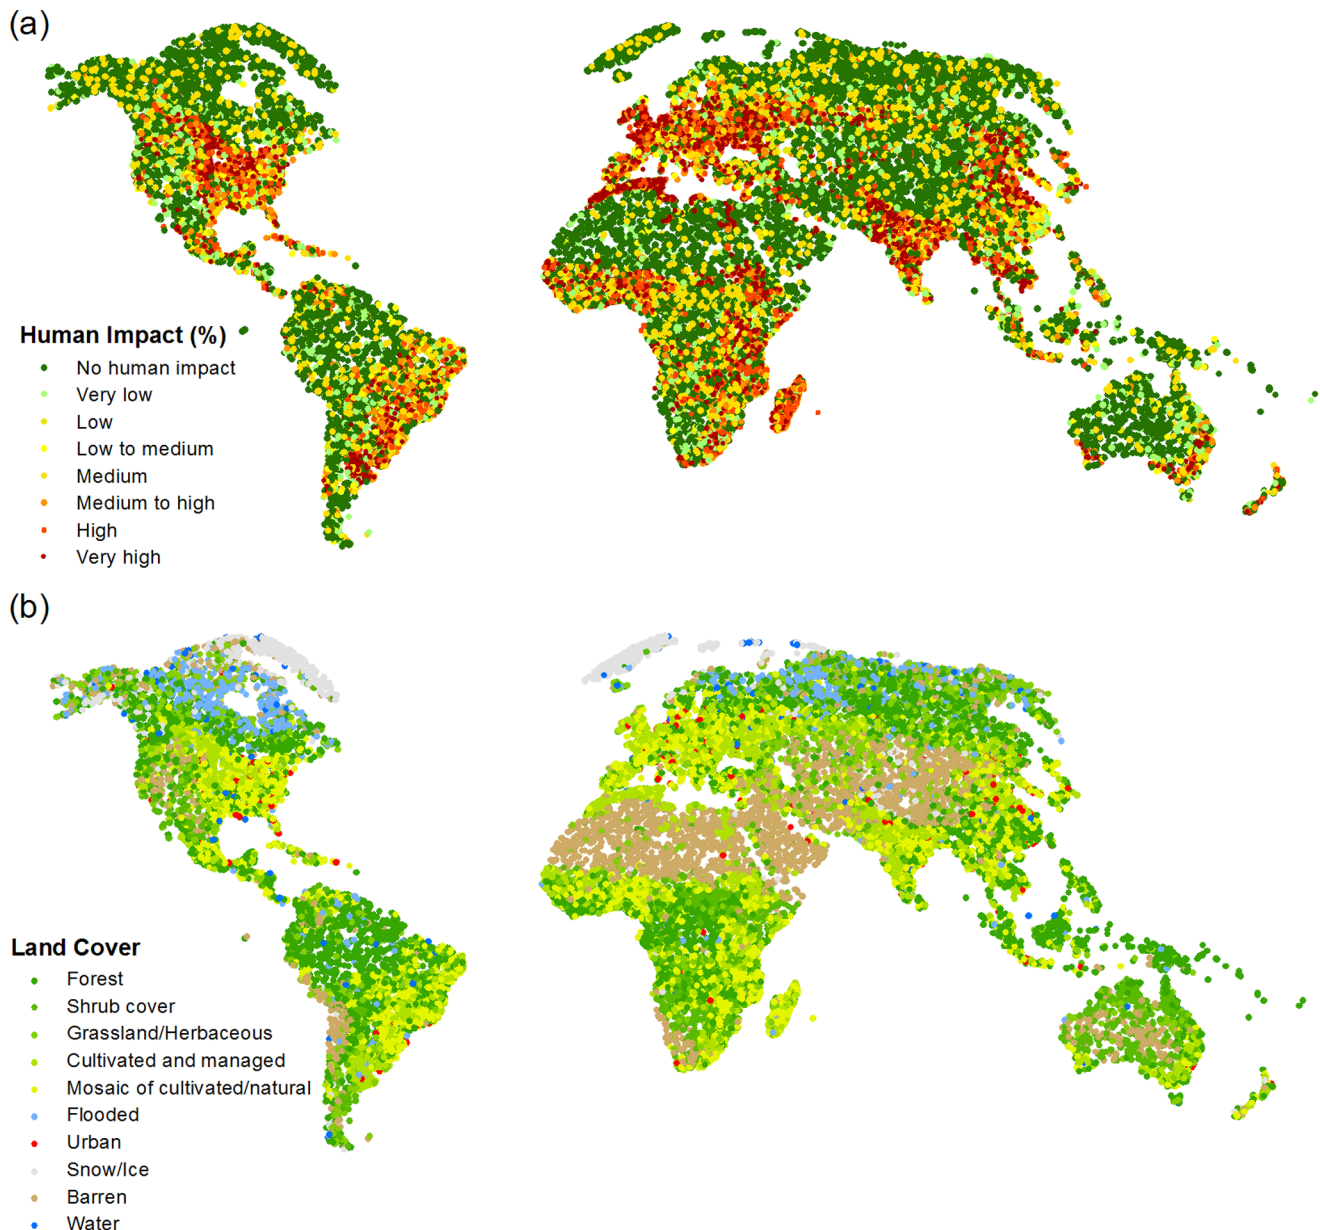 (a)
Human Impact (%)
No human impact
Very low
Low
Low to medium
Medium
Medium to high
High
Very high
(b)
Land Cover
Forest
Shrub cover
Grassland/Herbaceous
Cultivated and managed
Mosaic of cultivated/natural
Flooded
Urban
Snow/Ice
Barren
Water